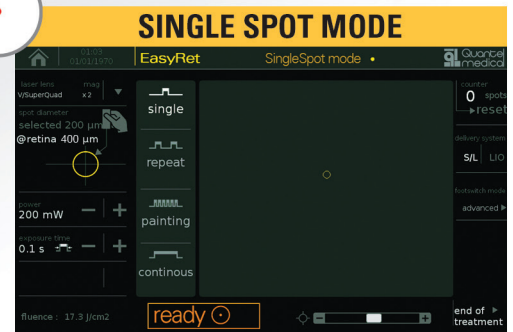 SINGLE SPOT MODE
01:03
01/01/1970
EasyRet
SingleSpot mode
Quantel
medical
laser lens
mag
V/SuperQuad
x 2
spot diameter
selected 200 µm
@retina 400 µm
power
200 mW
exposure time
0.1 s
fluence : 17.3 J/cm2
single
repeat
painting
continous
ready
counter
0 spots
reset
delivery system
S/L
LIO
footswitch mode
advanced
end of
treatment